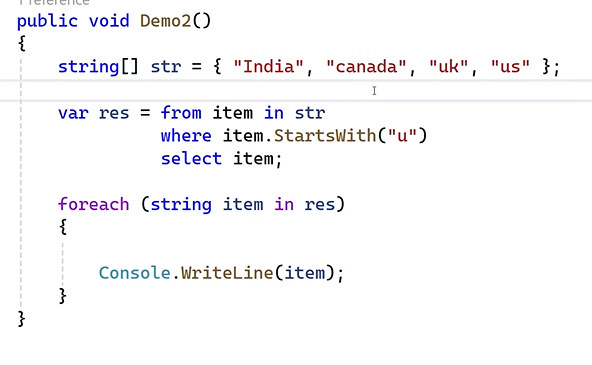 1 reference
public void Demo2()
{
string[] str = { "India", "canada", "uk", "us" };
var res = from item in str
where item.StartsWith("u")
select item;
foreach (string item in res)
{
Console.WriteLine(item);
}
}